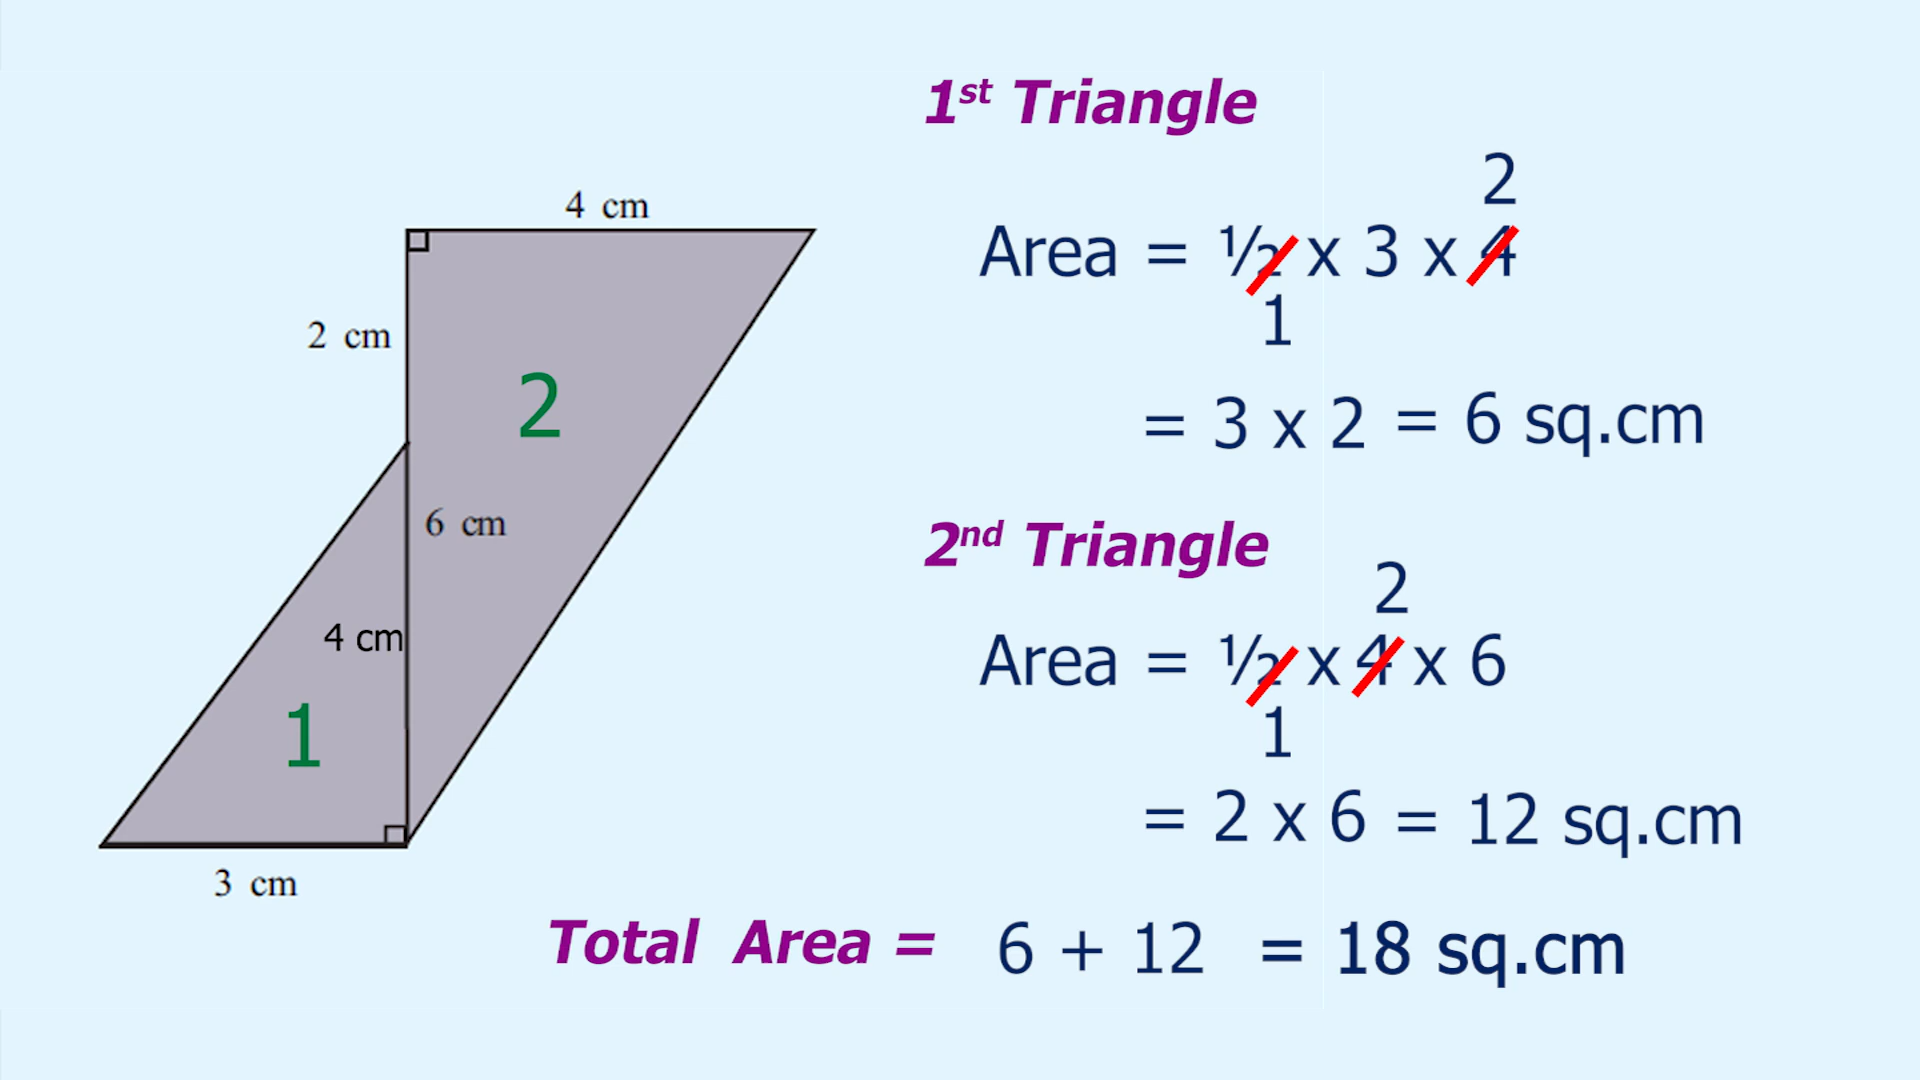 4 cm
2 cm
2
6 cm
4 cm
1
3 cm
1st Triangle
2
Area = ½ x 3 x 4
1
= 3 x 2 = 6 sq.cm
2nd Triangle
2
Area = ½ x 4 x 6
1
= 2 x 6 = 12 sq.cm
Total Area = 6 + 12 = 18 sq.cm